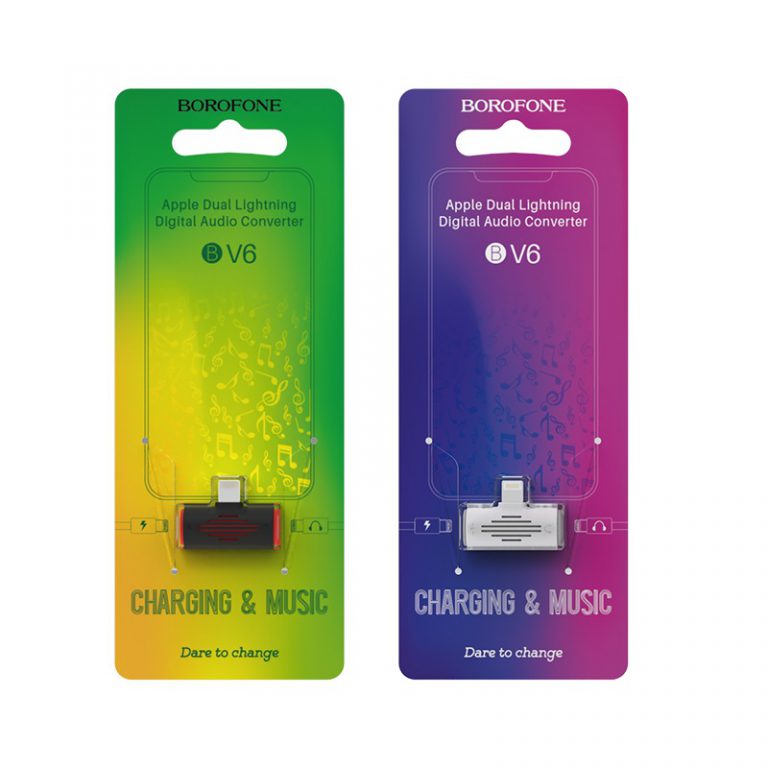 BOROFONE
Apple Dual Lightning
Digital Audio Converter
B V6
CHARGING & MUSIC
Dare to change
BOROFONE
Apple Dual Lightning
Digital Audio Converter
B V6
CHARGING & MUSIC
Dare to change